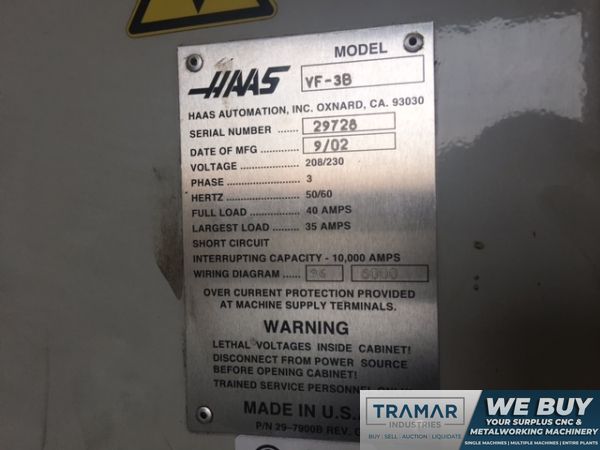 MODEL
HAAS VF-3B
HAAS AUTOMATION, INC. OXNARD, CA. 93030
SERIAL NUMBER ...... 29728
DATE OF MFG ...... 9/02
VOLTAGE ...... 208/230
PHASE ...... 3
HERTZ ...... 50/60
FULL LOAD ...... 40 AMPS
LARGEST LOAD ...... 35 AMPS
SHORT CIRCUIT
INTERRUPTING CAPACITY - 10,000 AMPS
WIRING DIAGRAM ...... 96
OVER CURRENT PROTECTION PROVIDED
AT MACHINE SUPPLY TERMINALS.
WARNING
LETHAL VOLTAGES INSIDE CABINET!
DISCONNECT FROM POWER SOURCE
BEFORE OPENING CABINET!
TRAINED SERVICE PERSONNEL
MADE IN U.S.
P/N 29-7900B REV.
TRAMAR
INDUSTRIES
BUY | SELL | AUCTION | LIQUIDATE
WE BUY
YOUR SURPLUS CNC &
METALWORKING MACHINERY
SINGLE MACHINES | MULTIPLE MACHINES | ENTIRE PLANTS